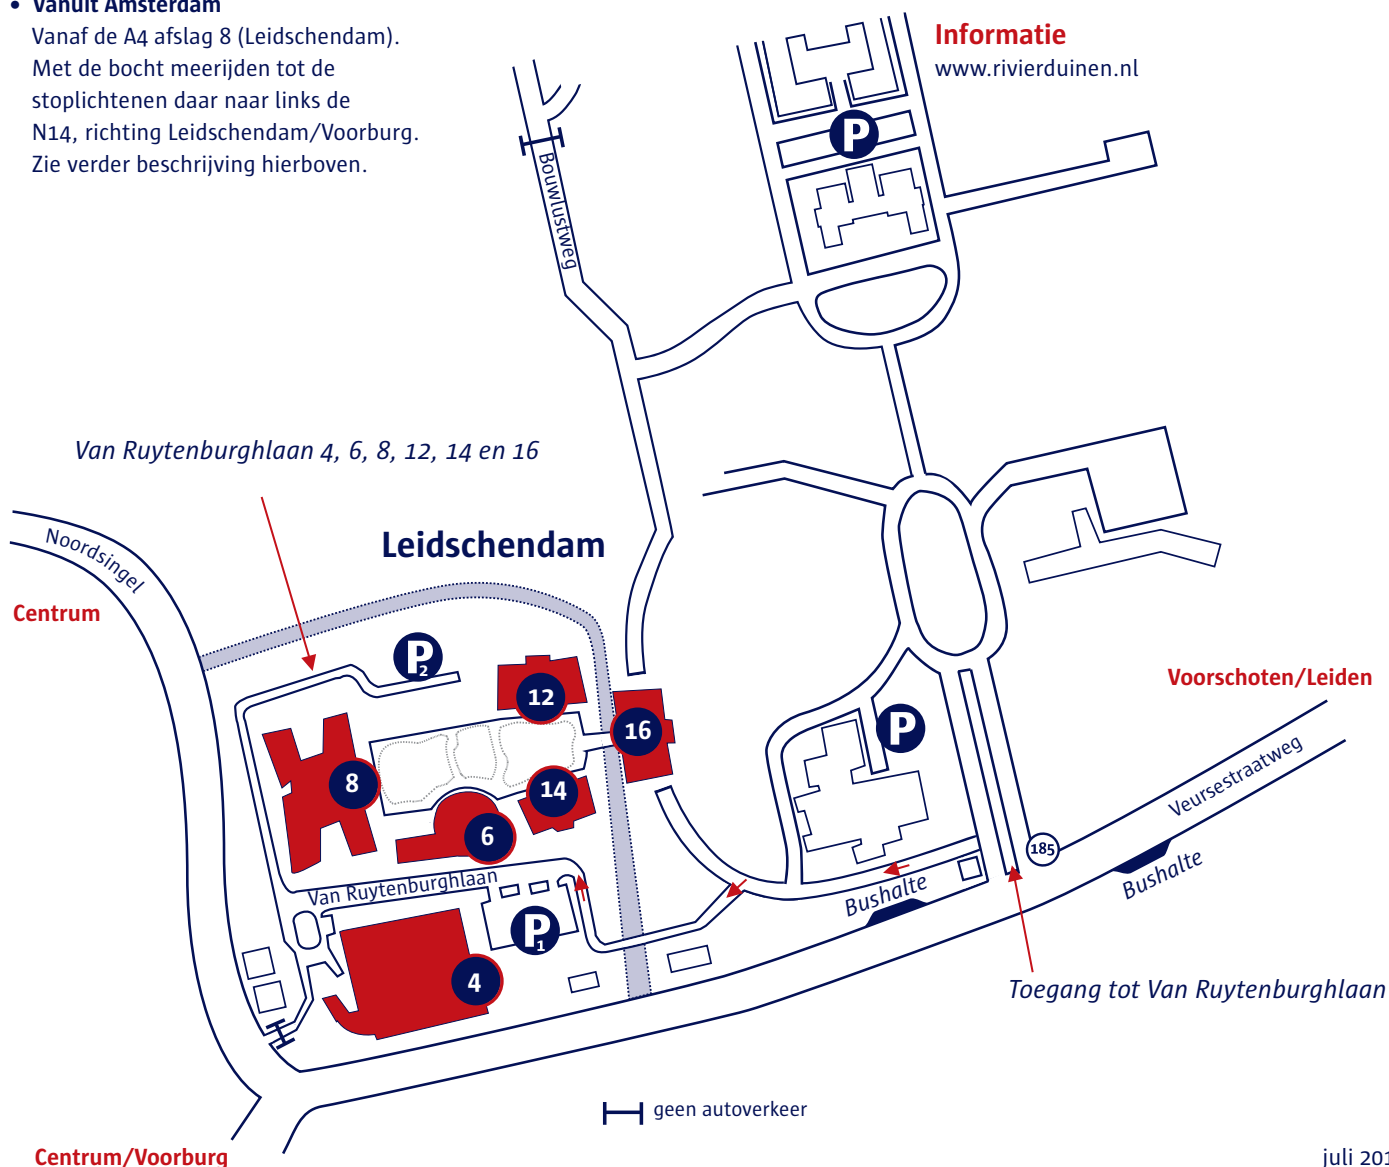 • Vanuit Amsterdam
Vanaf de A4 afslag 8 (Leidschendam).
Met de bocht meerijden tot de
stoplichtenen daar naar links de
N14, richting Leidschendam/Voorburg.
Zie verder beschrijving hierboven.
Informatie
www.rivierduinen.nl
P
Bouwlustweg
Van Ruytenburghlaan 4, 6, 8, 12, 14 en 16
Leidschendam
Noordsingel
Centrum
P2
12
16
Voorschoten/Leiden
P
8
14
6
Veursestraatweg
185
Bushalte
Van Ruytenburghlaan
Bushalte
P1
4
Toegang tot Van Ruytenburghlaan
geen autoverkeer
Centrum/Voorburg
juli 201